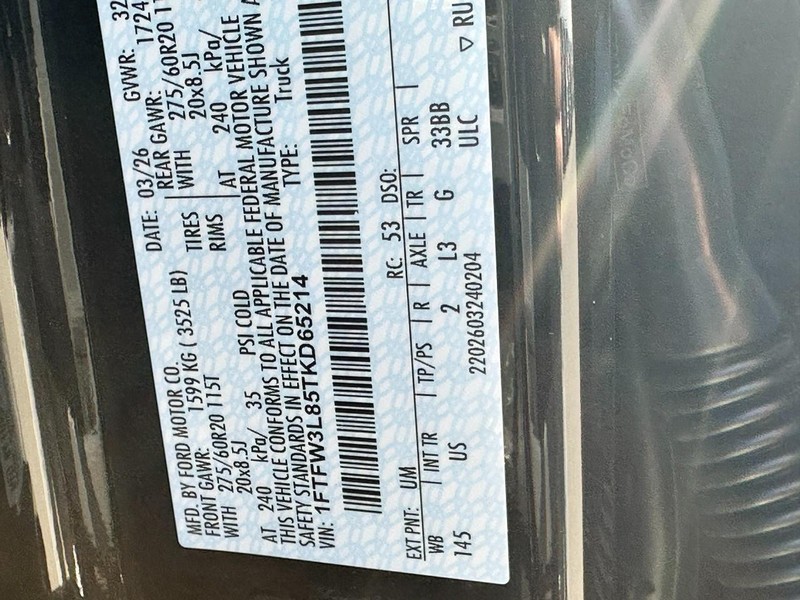 MFD. BY FORD MOTOR CO. DATE: 03/26 GVWR: 32
FRONT GAWR: 1599 KG ( 3525 LB) REAR GAWR: 1724
WITH 275/60R20 115T TIRES WITH 275/60R20 11
20x8.5J RIMS 20x8.5J
AT 240 kPa/ 35 PSI COLD AT 240 kPa/
THIS VEHICLE CONFORMS TO ALL APPLICABLE FEDERAL MOTOR VEHICLE
SAFETY STANDARDS IN EFFECT ON THE DATE OF MANUFACTURE SHOWN A
VIN: 1FTFW3L85TKD65214 TYPE: Truck
EXT PNT: UM RC: 53 DSO:
WB | INT TR | TP/PS | R | AXLE | TR | SPR |
145 US 2 L3 G 33BB
ULC ▽ RU
2202603240204